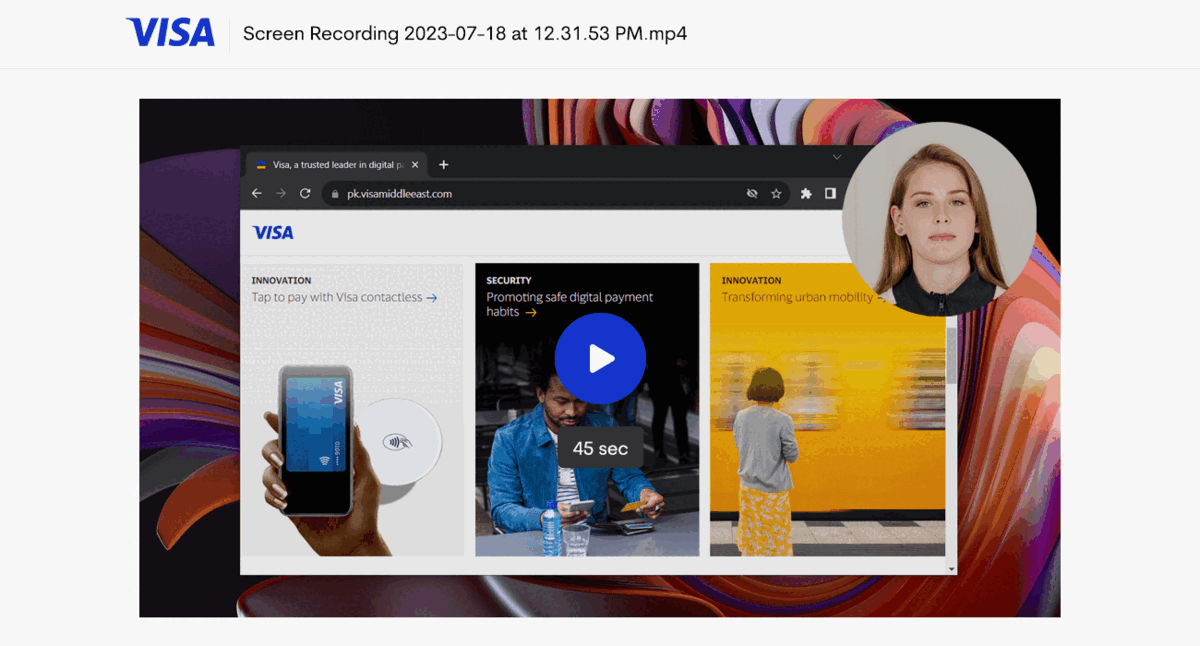 VISA
Screen Recording 2023-07-18 at 12.31.53 PM.mp4
Visa, a trusted leader in digital p
pk.visamiddleeast.com
VISA
INNOVATION
Tap to pay with Visa contactless →
SECURITY
Promoting safe digital payment
habits →
INNOVATION
Transforming urban mobility
VISA
45 sec